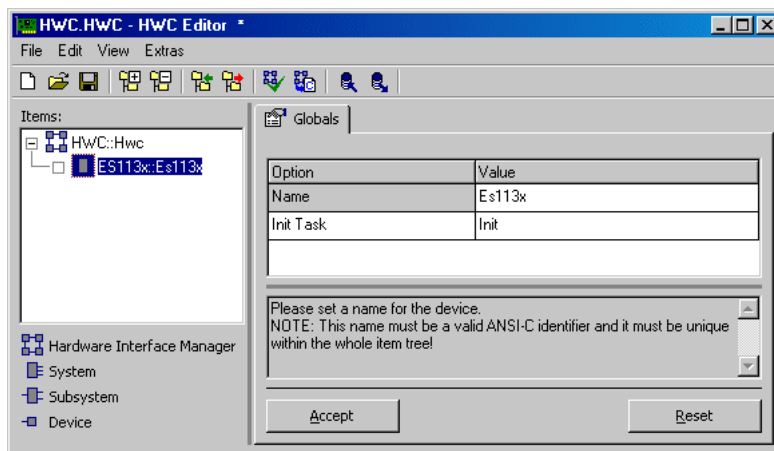 HWC.HWC - HWC Editor *
File Edit View Extras
Items:
HWC::Hwc
ES113x::Es113x
Hardware Interface Manager
System
Subsystem
Device
Globals
Option Value
Name Es113x
Init Task Init
Please set a name for the device.
NOTE: This name must be a valid ANSI-C identifier and it must be unique
within the whole item tree!
Accept Reset